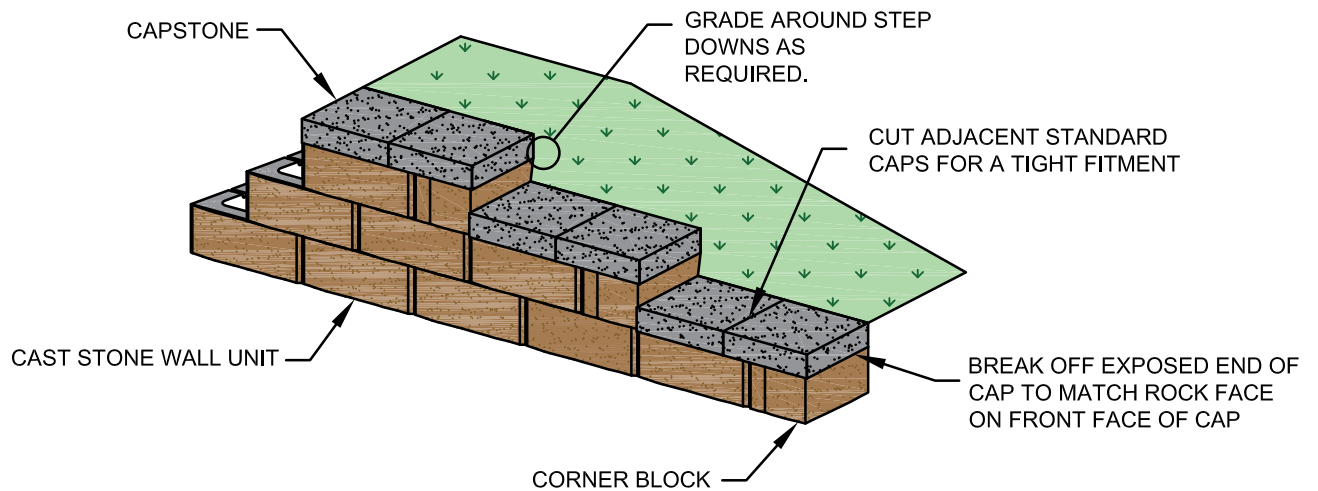 CAPSTONE
GRADE AROUND STEP
DOWNS AS
REQUIRED.
CUT ADJACENT STANDARD
CAPS FOR A TIGHT FITMENT
CAST STONE WALL UNIT
BREAK OFF EXPOSED END OF
CAP TO MATCH ROCK FACE
ON FRONT FACE OF CAP
CORNER BLOCK